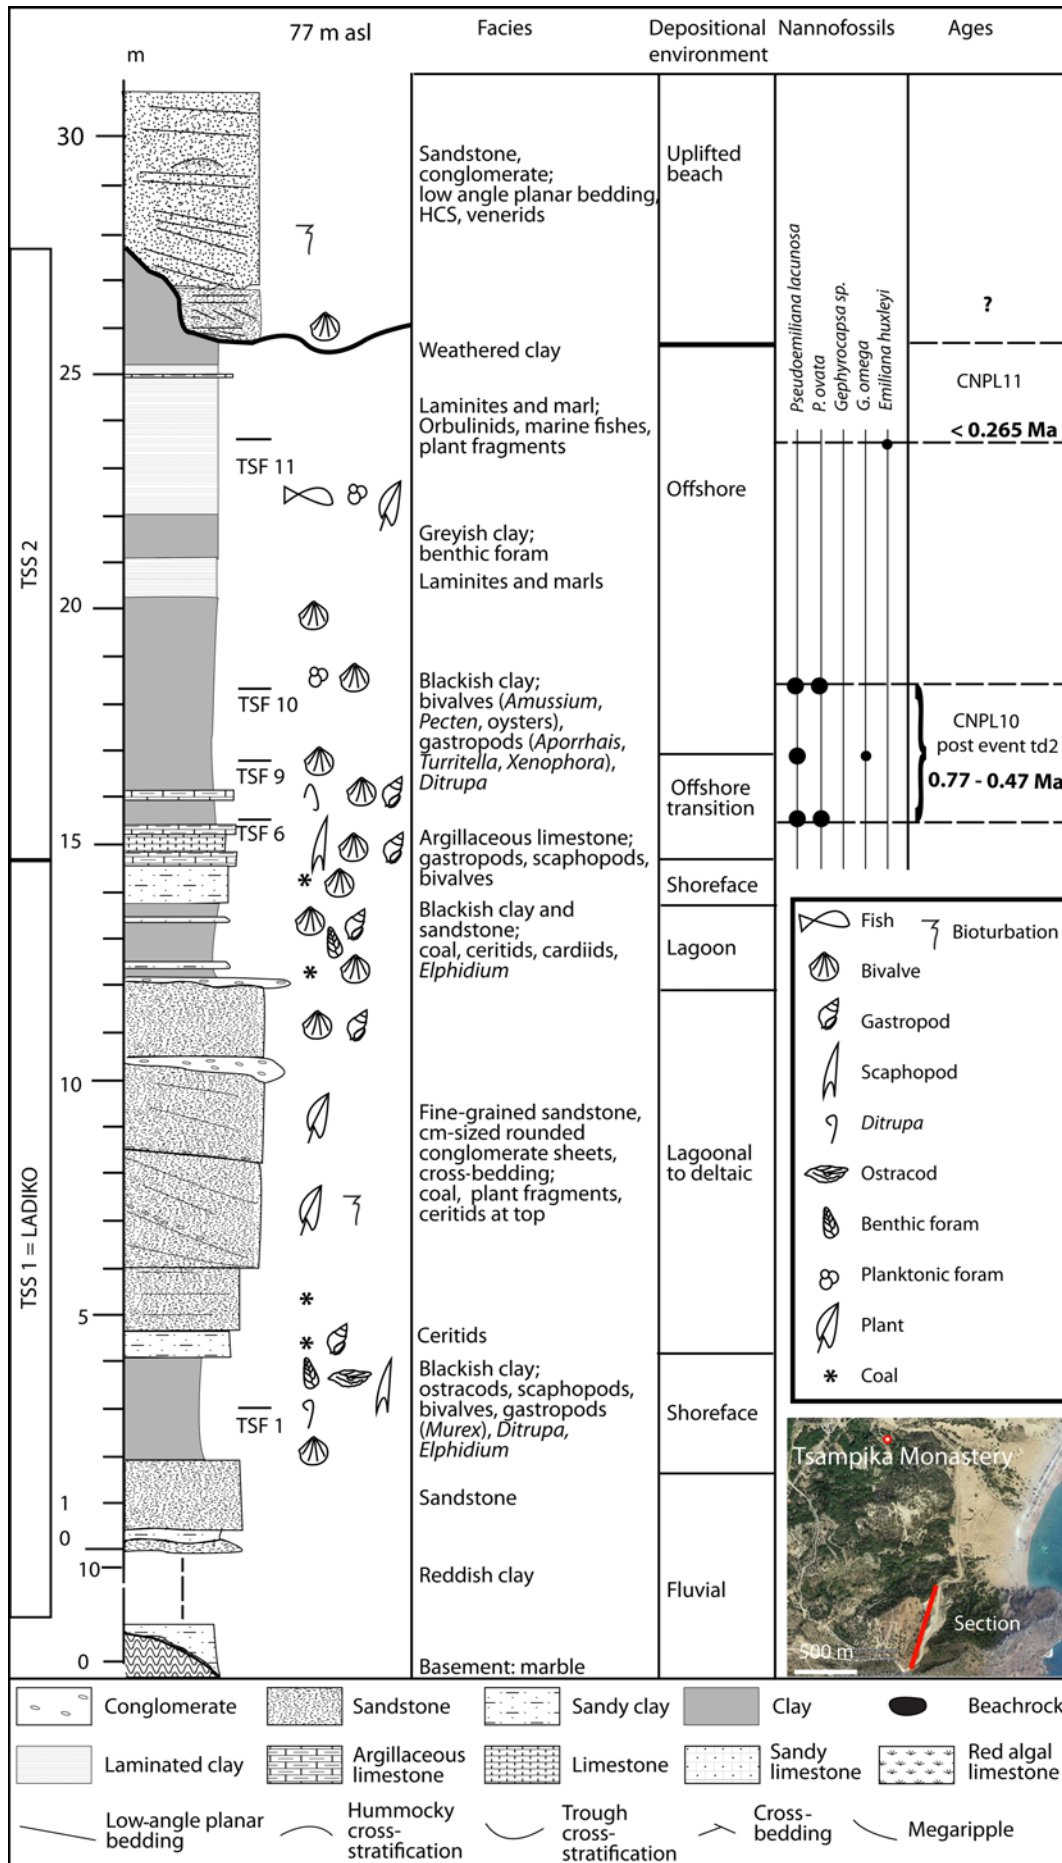 77 m asl
m
Facies
Depositional
environment
Nannofossils
Ages
30
25
20
15
10
5
1
0
10
0
TSS 2
TSS 1 = LADIKO
TSF 11
TSF 10
TSF 9
TSF 6
TSF 1
Sandstone,
conglomerate;
low angle planar bedding,
HCS, venerids
Weathered clay
Laminites and marl;
Orbulinids, marine fishes,
plant fragments
Greyish clay;
benthic foram
Laminites and marls
Blackish clay;
bivalves (Amussium,
Pecten, oysters),
gastropods (Aporrhais,
Turritella, Xenophora),
Ditrupa
Argillaceous limestone;
gastropods, scaphopods,
bivalves
Blackish clay and
sandstone;
coal, ceritids, cardiids,
Elphidium
Fine-grained sandstone,
cm-sized rounded
conglomerate sheets,
cross-bedding;
coal, plant fragments,
ceritids at top
Ceritids
Blackish clay;
ostracods, scaphopods,
bivalves, gastropods
(Murex), Ditrupa,
Elphidium
Sandstone
Reddish clay
Basement: marble
Uplifted
beach
Offshore
Offshore
transition
Shoreface
Lagoon
Lagoonal
to deltaic
Shoreface
Fluvial
Pseudoemiliana lacunosa
P. ovata
Gephyrocapsa sp.
G. omega
Emiliana huxleyi
?
CNPL11
< 0.265 Ma
CNPL10
post event td2
0.77 - 0.47 Ma
Fish
Bioturbation
Bivalve
Gastropod
Scaphopod
Ditrupa
Ostracod
Benthic foram
Planktonic foram
Plant
Coal
Tsampika Monastery
Section
500 m
Conglomerate
Sandstone
Sandy clay
Clay
Beachrock
Laminated clay
Argillaceous
limestone
Limestone
Sandy
limestone
Red algal
limestone
Low-angle planar
bedding
Hummocky
cross-
stratification
Trough
cross-
stratification
Cross-
bedding
Megaripple